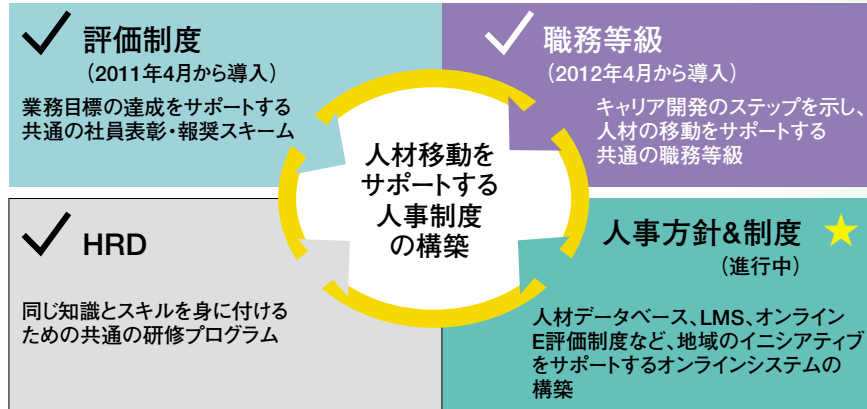 評価制度
（2011年4月から導入）
業務目標の達成をサポートする
共通の社員表彰・報奨スキーム
職務等級
（2012年4月から導入）
キャリア開発のステップを示し、
人材の移動をサポートする
共通の職務等級
人材移動を
サポートする
人事制度
の構築
HRD
同じ知識とスキルを身に付ける
ための共通の研修プログラム
人事方針&制度
（進行中）
人材データベース、LMS、オンライン
E評価制度など、地域のイニシアティブ
をサポートするオンラインシステムの
構築